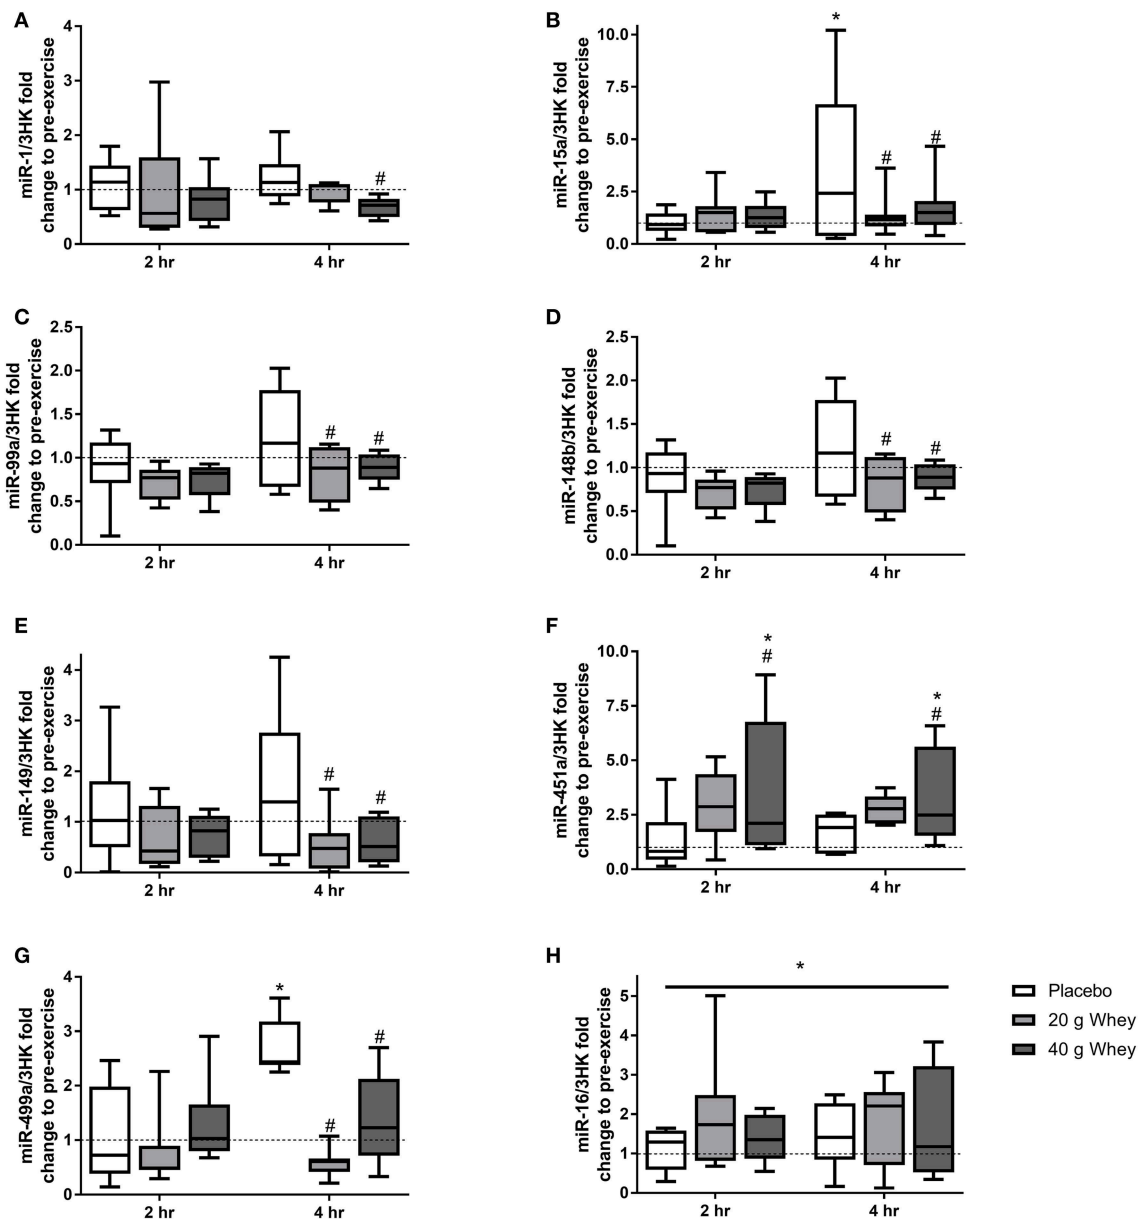 A
miR-1/3HK fold
change to pre-exercise
4
3
2
1
0
#
2 hr
4 hr
B
miR-15a/3HK fold
change to pre-exercise
10.0
7.5
5.0
2.5
0.0
*
#
#
2 hr
4 hr
C
miR-99a/3HK fold
change to pre-exercise
2.5
2.0
1.5
1.0
0.5
0.0
#
#
2 hr
4 hr
D
miR-148b/3HK fold
change to pre-exercise
2.5
2.0
1.5
1.0
0.5
0.0
#
#
2 hr
4 hr
E
miR-149/3HK fold
change to pre-exercise
4
3
2
1
0
#
#
2 hr
4 hr
F
miR-451a/3HK fold
change to pre-exercise
10.0
7.5
5.0
2.5
0.0
*
#
*
#
2 hr
4 hr
G
miR-499a/3HK fold
change to pre-exercise
4
3
2
1
0
*
#
#
2 hr
4 hr
H
miR-16/3HK fold
change to pre-exercise
5
4
3
2
1
0
*
2 hr
4 hr
Placebo
20 g Whey
40 g Whey